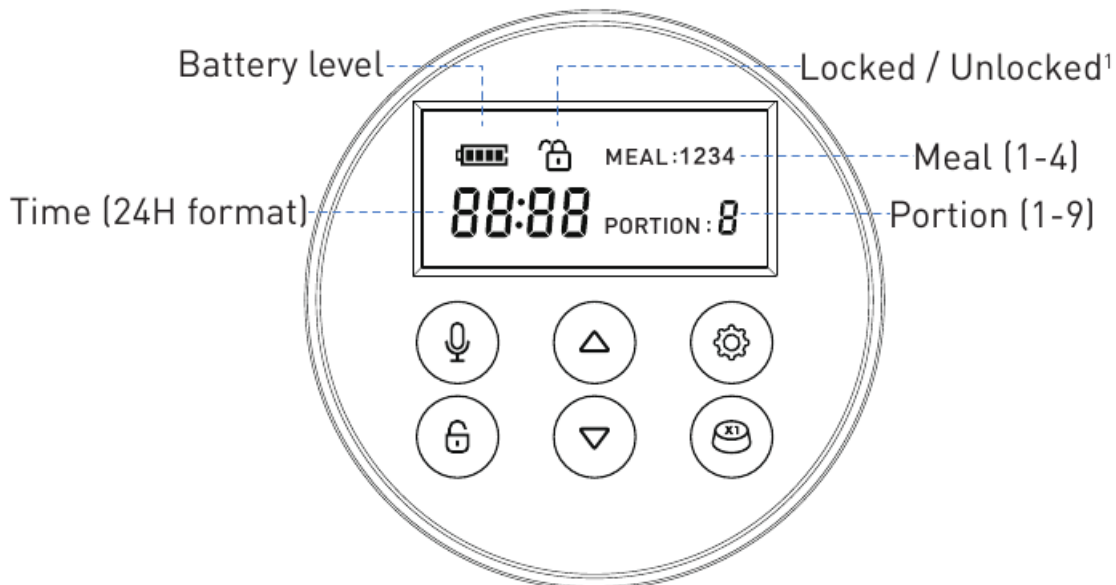 Battery level
Locked / Unlocked¹
MEAL:1234
Meal (1-4)
Time (24H format)
88:88
PORTION: 8
Portion (1-9)
X1